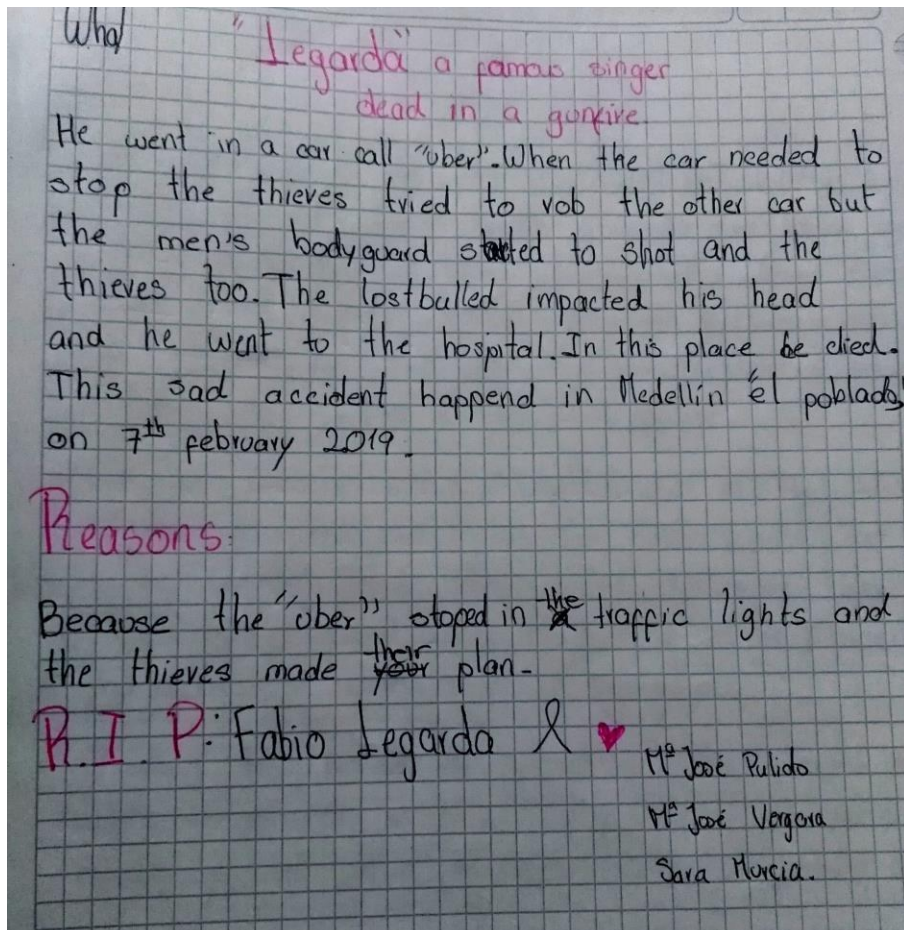 What
"Legarda" a famous singer
dead in a gunfire.
He went in a car call "uber". When the car needed to
stop the thieves tried to rob the other car but
the men's bodyguard started to shot and the
thieves too. The lostbulled impacted his head
and he went to the hospital. In this place he died.
This sad accident happend in Medellín "el poblado"
on 7th february 2019.
Reasons:
Because the "uber" stoped in the traffic lights and
the thieves made their plan-
R.I.P: Fabio Legarda
Mª José Pulido
Mª José Vergara
Sara Murcia.